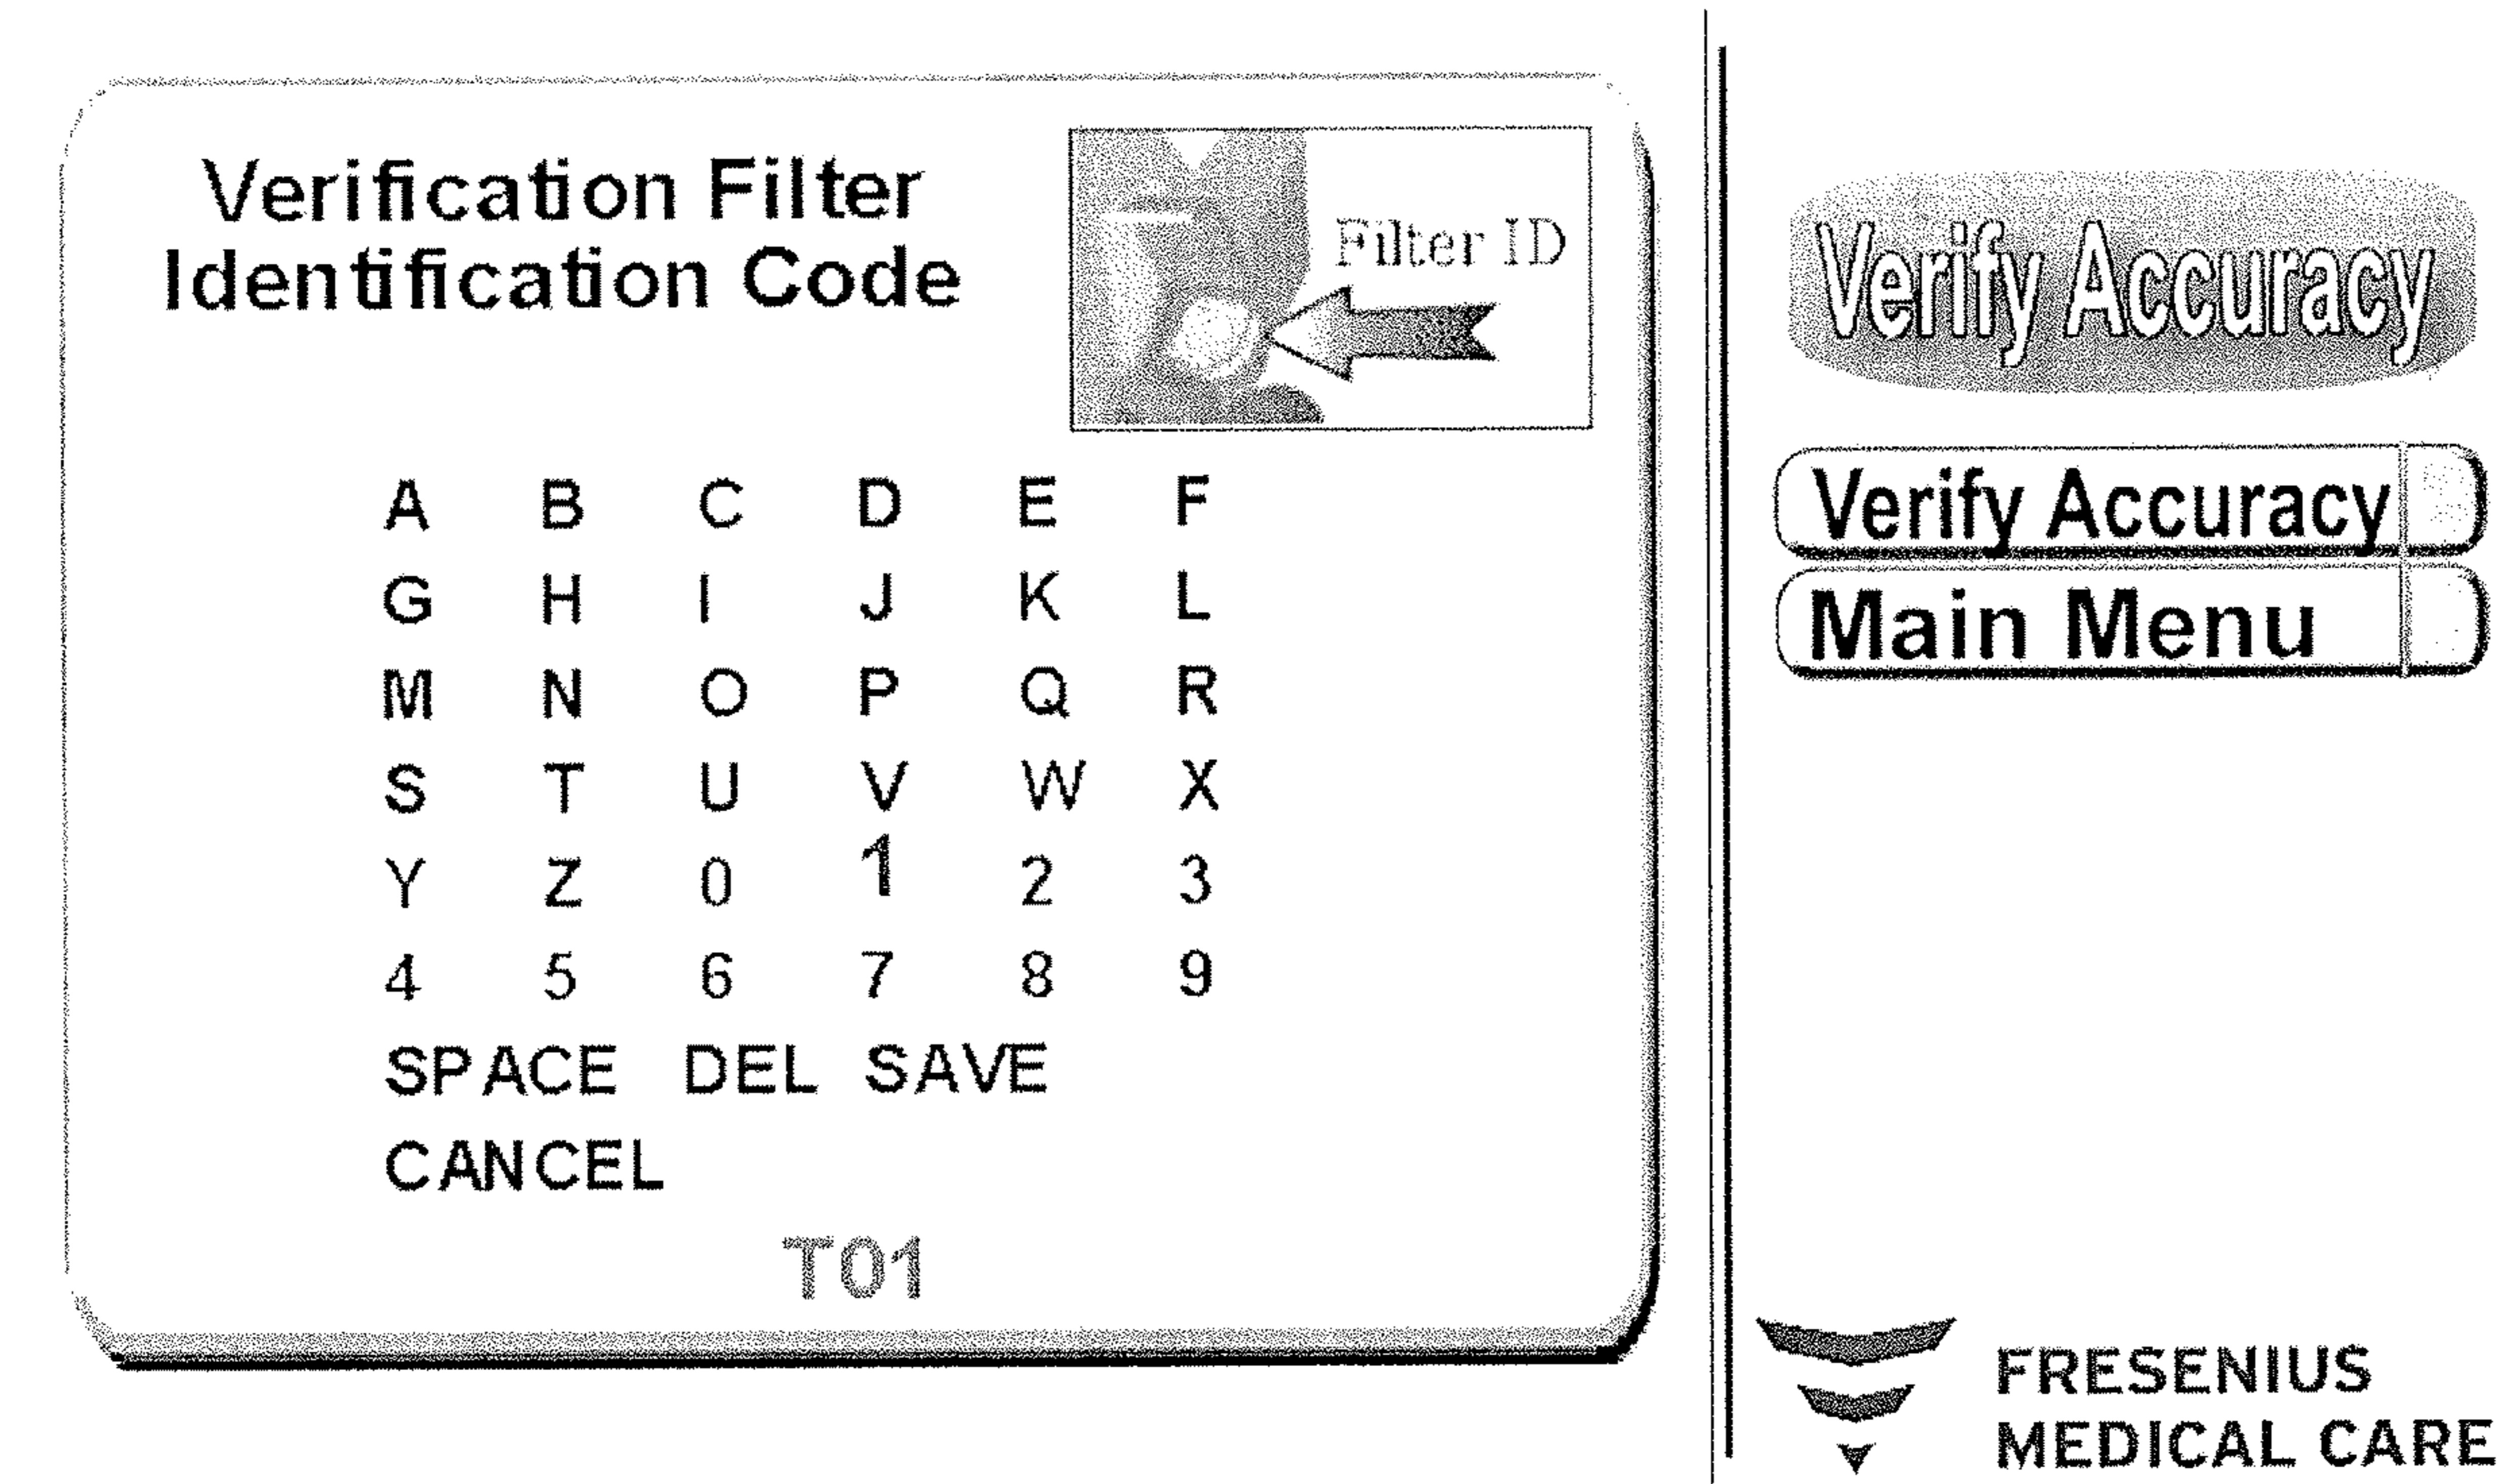 Verification Filter
Identification Code
Filter ID
A B C D E F
G H I J K L
M N O P Q R
S T U V W X
Y Z 0 1 2 3
4 5 6 7 8 9
SPACE DEL SAVE
CANCEL
T01
Verify Accuracy
Verify Accuracy
Main Menu
FRESENIUS
MEDICAL CARE